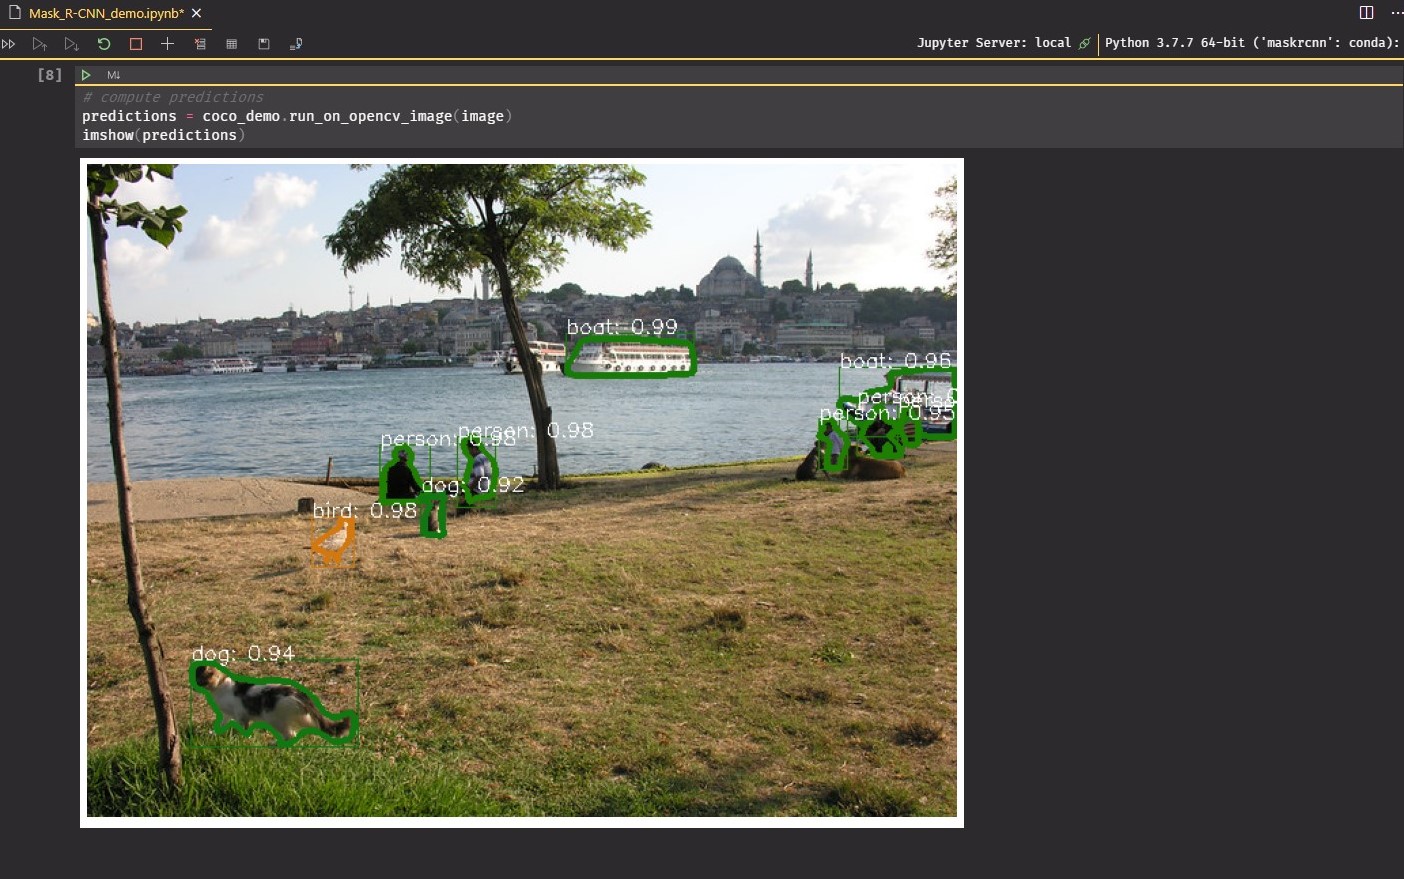 Mask_R-CNN_demo.ipynb*
Jupyter Server: local
Python 3.7.7 64-bit ('maskrcnn': conda):
[8]
M↓
# compute predictions
predictions = coco_demo.run_on_opencv_image(image)
imshow(predictions)
boat: 0.99
boat: 0.96
person: 0
person: 0.95
person: 0.98
person: 0.98
dog: 0.92
bird: 0.98
dog: 0.94